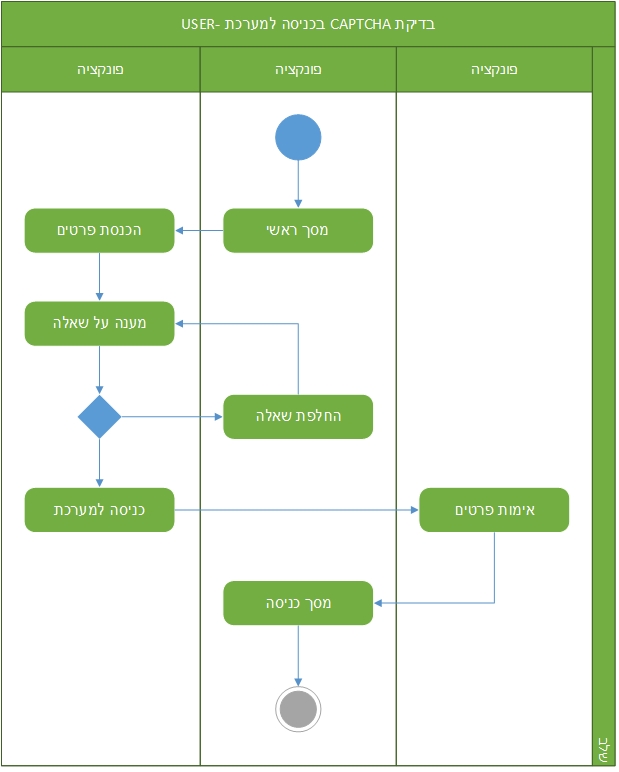 בדיקת CAPTCHA בכניסה למערכת -USER
פונקציה
פונקציה
פונקציה
מסך ראשי
הכנסת פרטים
מענה על שאלה
החלפת שאלה
כניסה למערכת
אימות פרטים
מסך כניסה
שלב